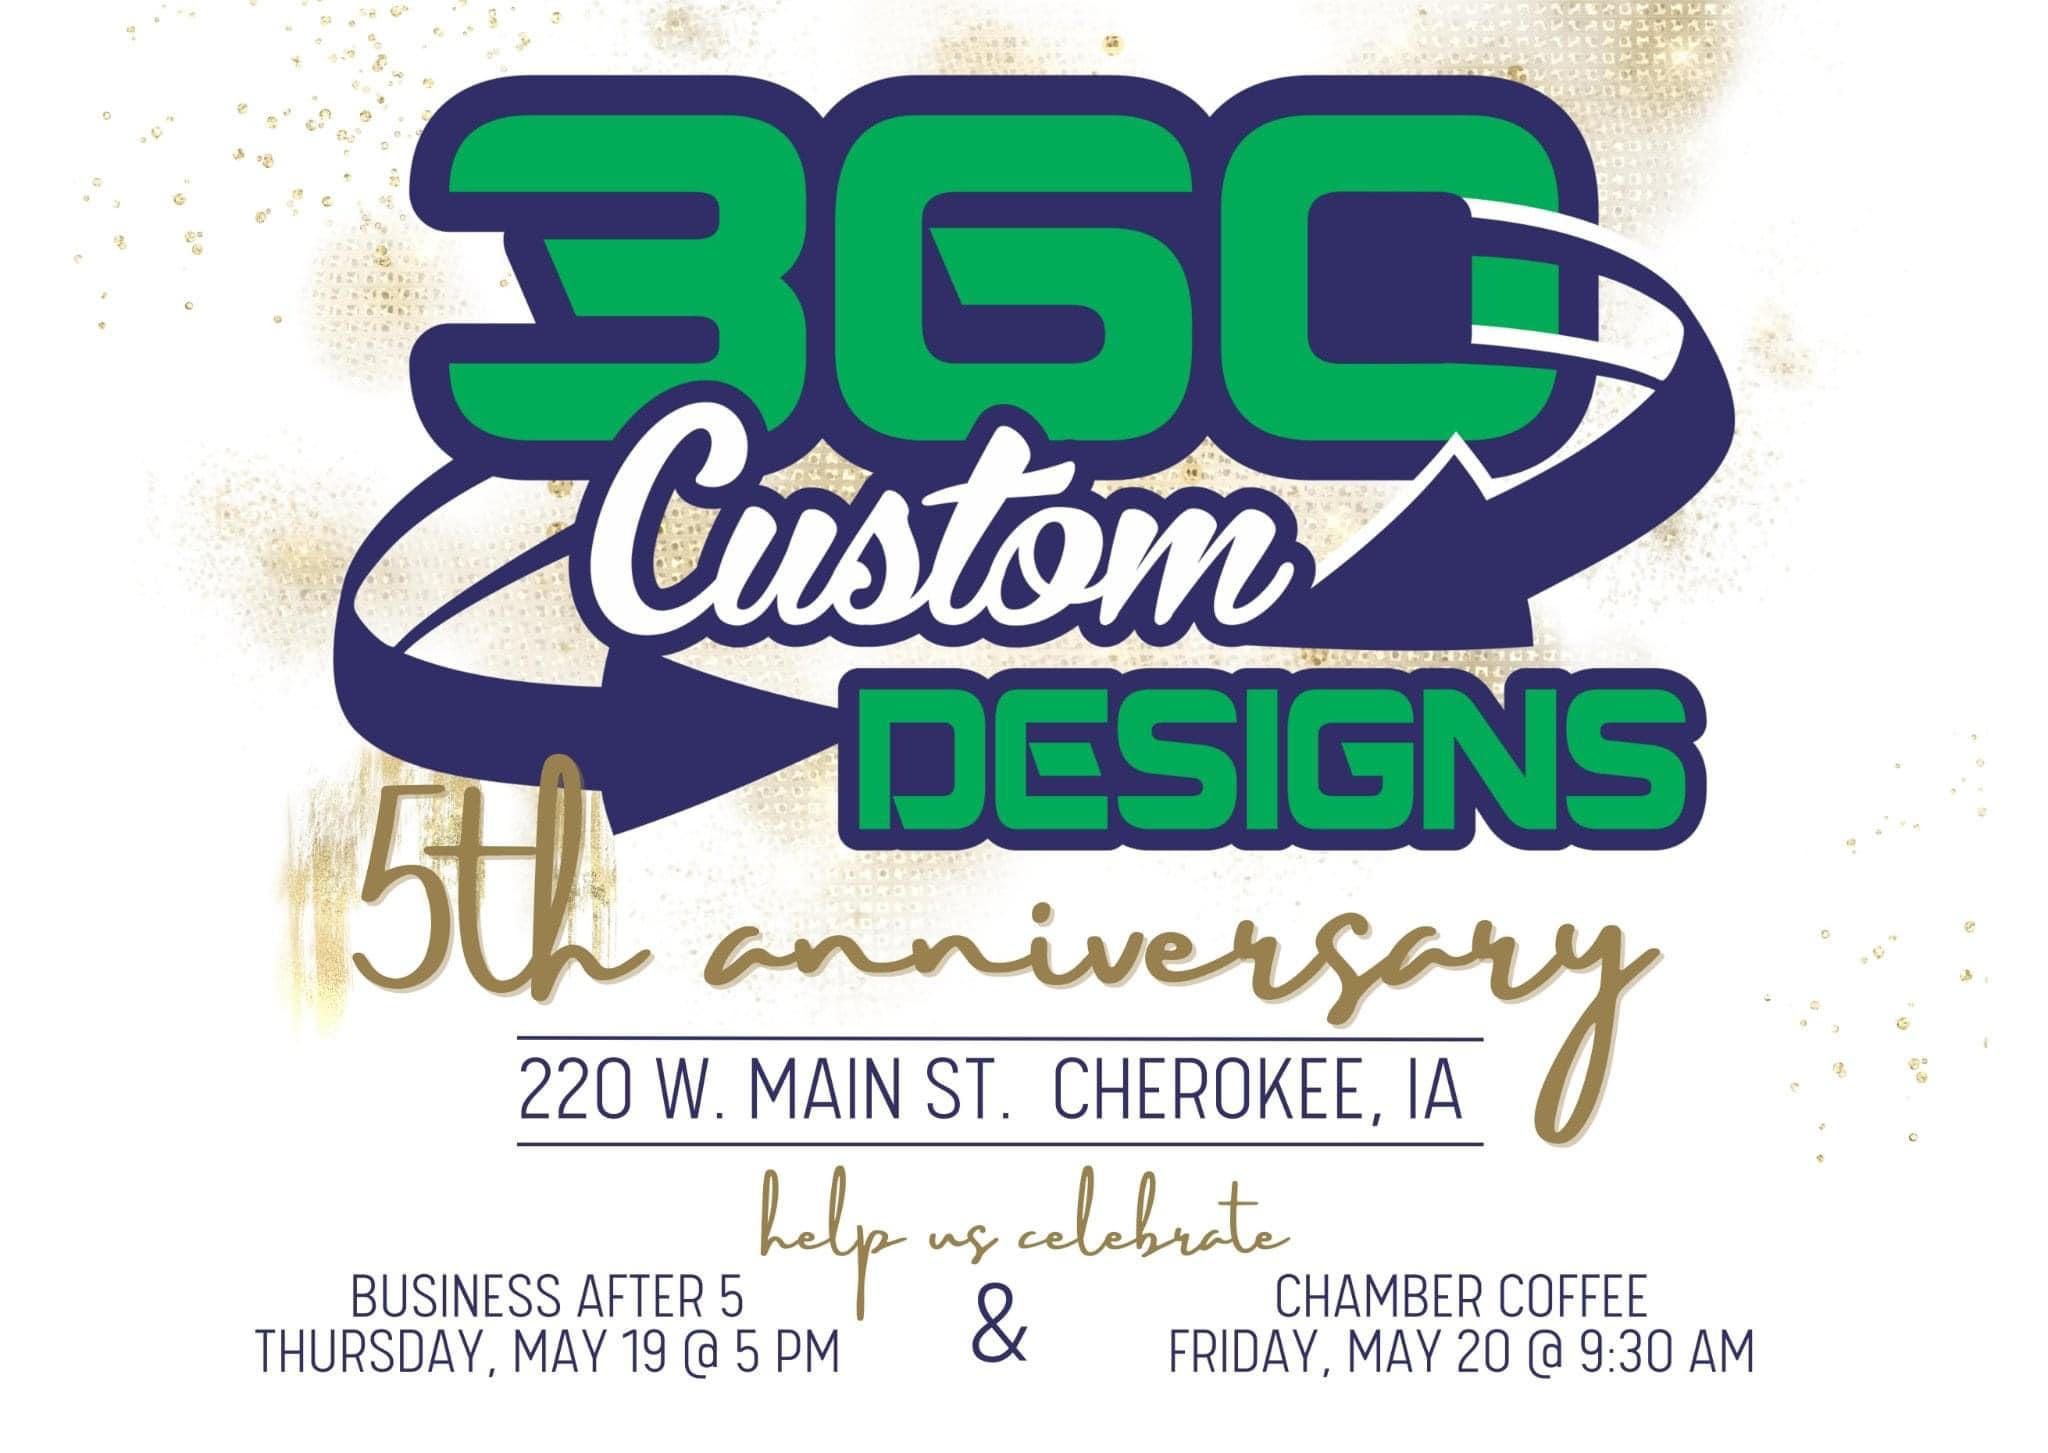 360
Custom
DESIGNS
5th anniversary
220 W. MAIN ST. CHEROKEE, IA
help us celebrate
BUSINESS AFTER 5
THURSDAY, MAY 19 @ 5 PM
&
CHAMBER COFFEE
FRIDAY, MAY 20 @ 9:30 AM